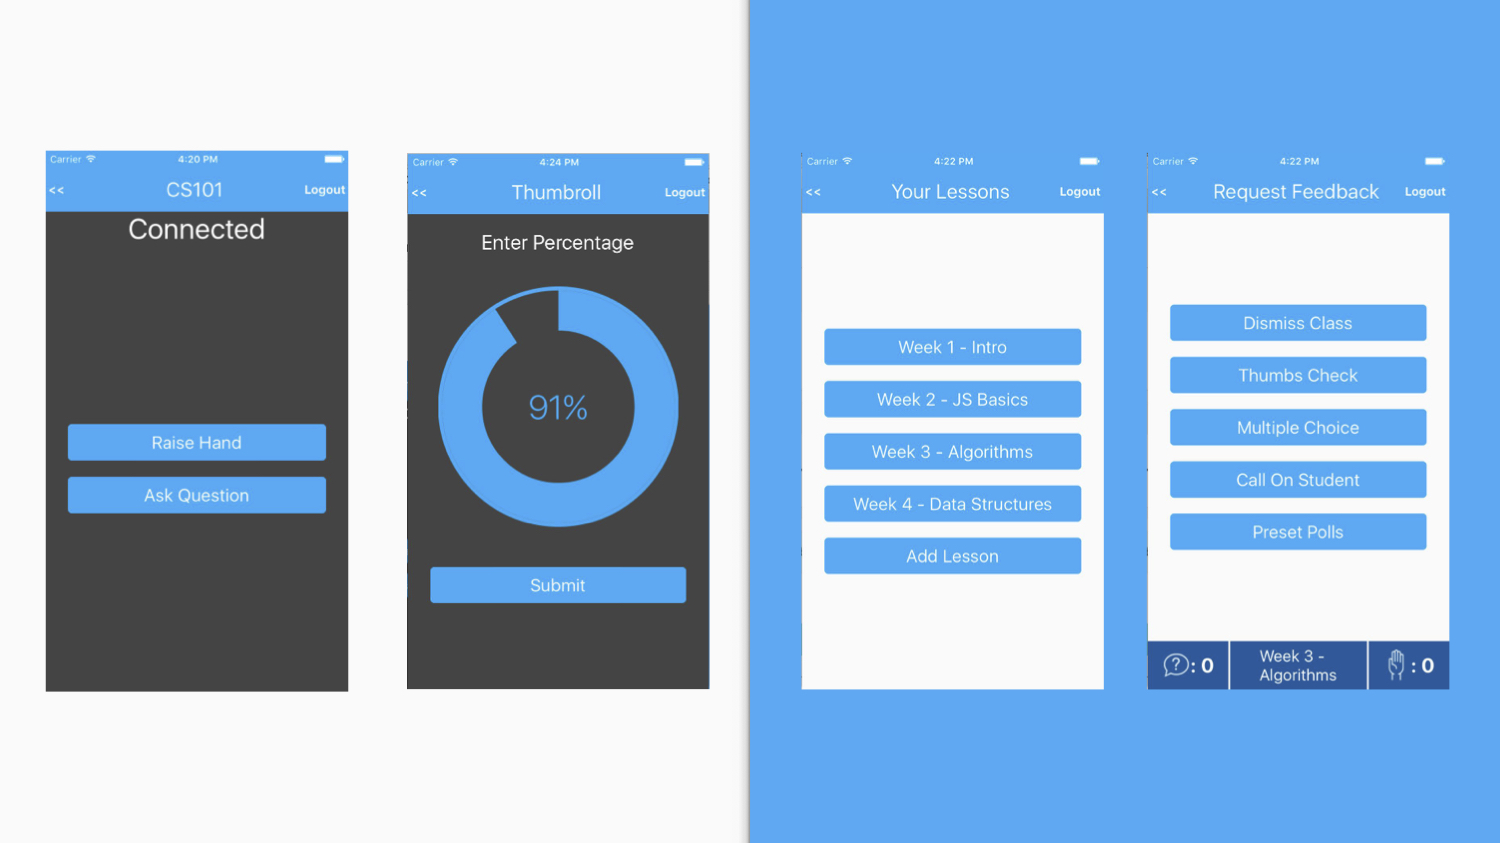 Carrier 4:20 PM
<< CS101 Logout
Connected
Raise Hand
Ask Question
Carrier 4:24 PM
<< Thumbroll Logout
Enter Percentage
91%
Submit
Carrier 4:22 PM
<< Your Lessons Logout
Week 1 - Intro
Week 2 - JS Basics
Week 3 - Algorithms
Week 4 - Data Structures
Add Lesson
Carrier 4:22 PM
<< Request Feedback Logout
Dismiss Class
Thumbs Check
Multiple Choice
Call On Student
Preset Polls
?: 0
Week 3 -
Algorithms
: 0